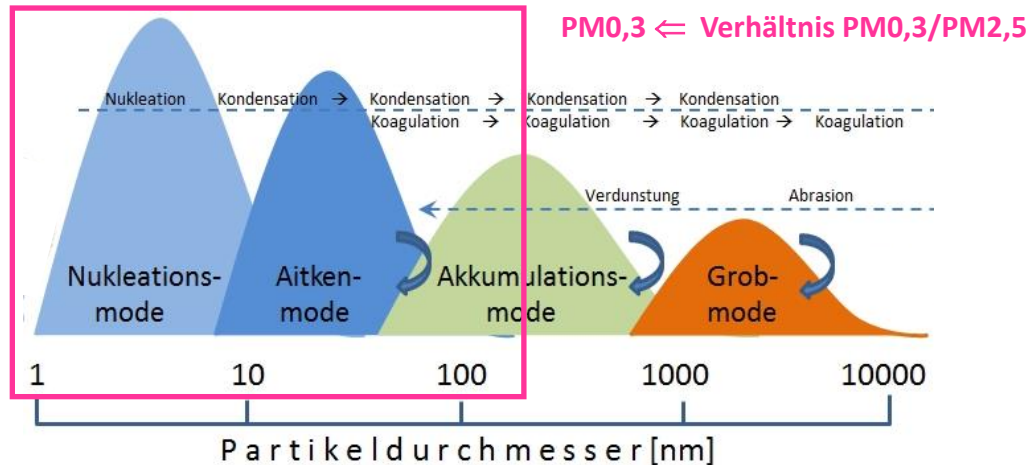 PM0,3 ⇐ Verhältnis PM0,3/PM2,5
Nukleation Kondensation → Kondensation → Kondensation → Kondensation
Koagulation → Koagulation → Koagulation → Koagulation
Verdunstung Abrasion
Nukleations- Aitken- Akkumulations- Grob-
mode mode mode mode
1 10 100 1000 10000
Partikeldurchmesser[nm]